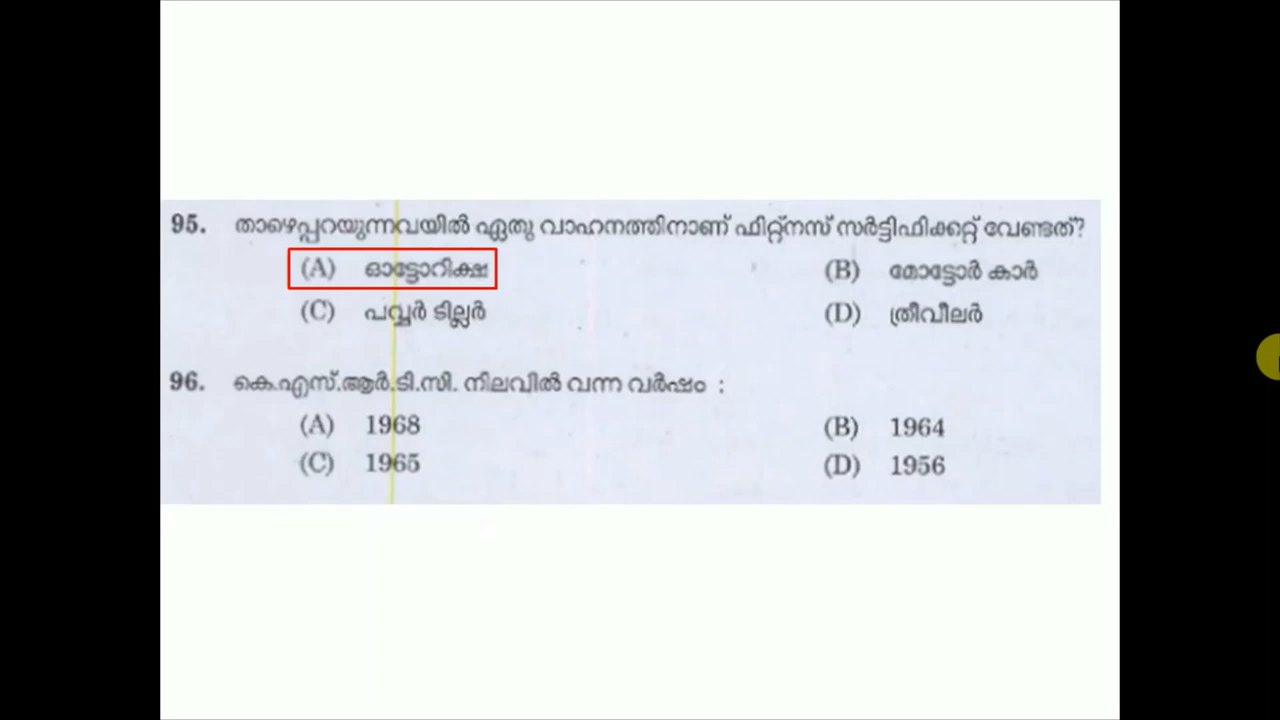 95. താഴെപ്പറയുന്നവയിൽ ഏതു വാഹനത്തിനാണ് ഫിറ്റ്നസ് സർട്ടിഫിക്കറ്റ് വേണ്ടത്?
(A) ഓട്ടോറിക്ഷ (B) മോട്ടോർ കാർ
(C) പവ്വർ ടില്ലർ (D) ത്രീവീലർ
96. കെ.എസ്.ആർ.ടി.സി. നിലവിൽ വന്ന വർഷം :
(A) 1968 (B) 1964
(C) 1965 (D) 1956